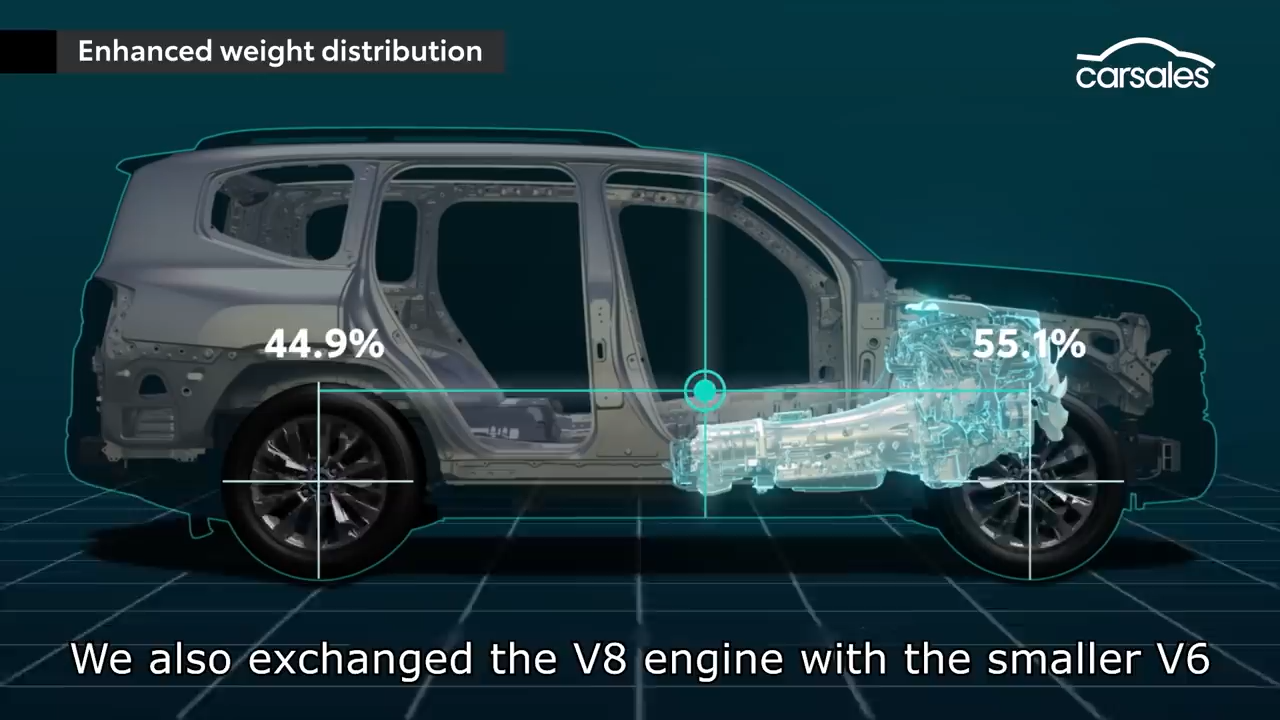 Enhanced weight distribution
carsales
44.9%
55.1%
We also exchanged the V8 engine with the smaller V6